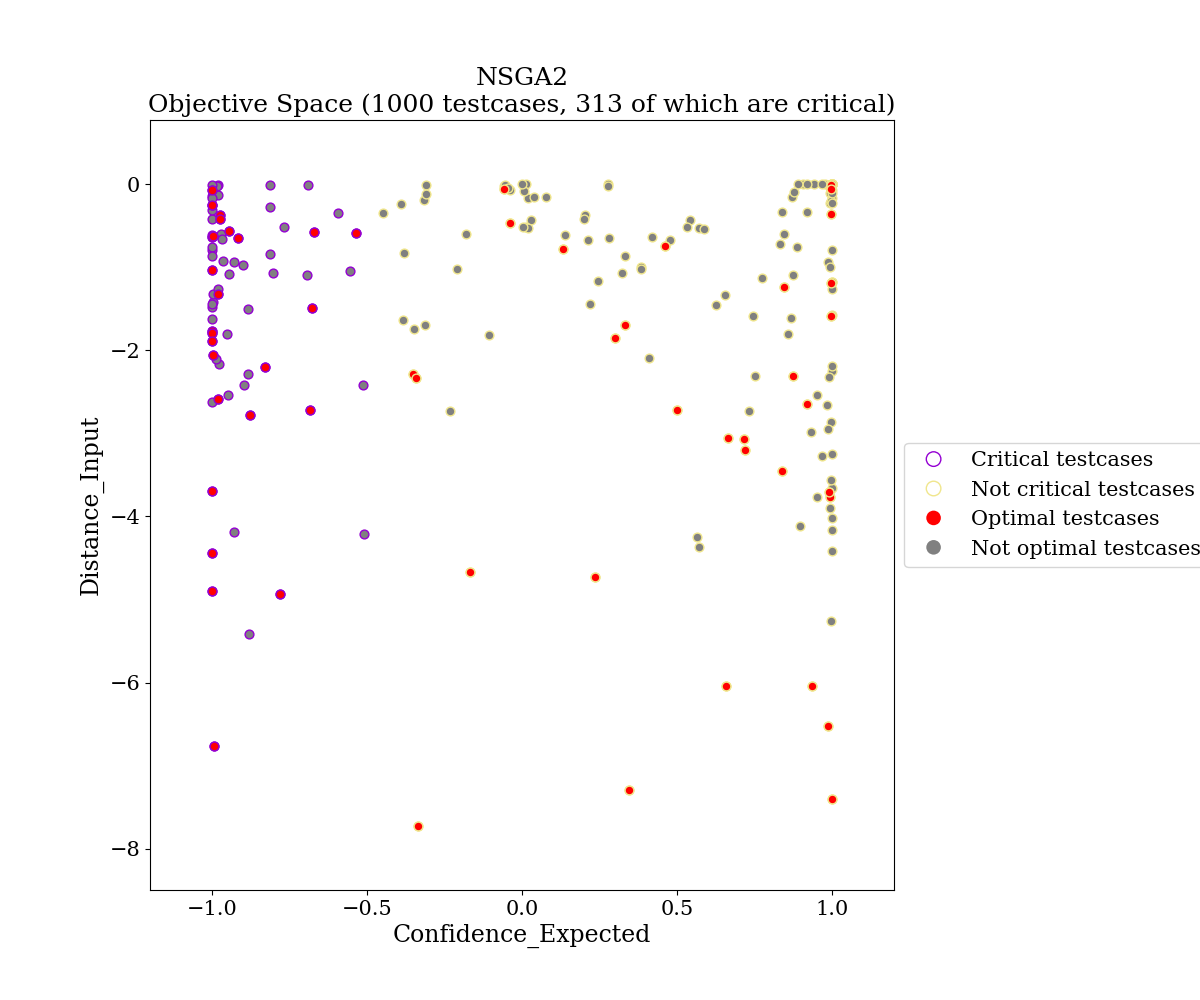 NSGA2
Objective Space (1000 testcases, 313 of which are critical)
0
−2
−4
−6
−8
Distance_Input
−1.0
−0.5
0.0
0.5
1.0
Confidence_Expected
Critical testcases
Not critical testcases
Optimal testcases
Not optimal testcases